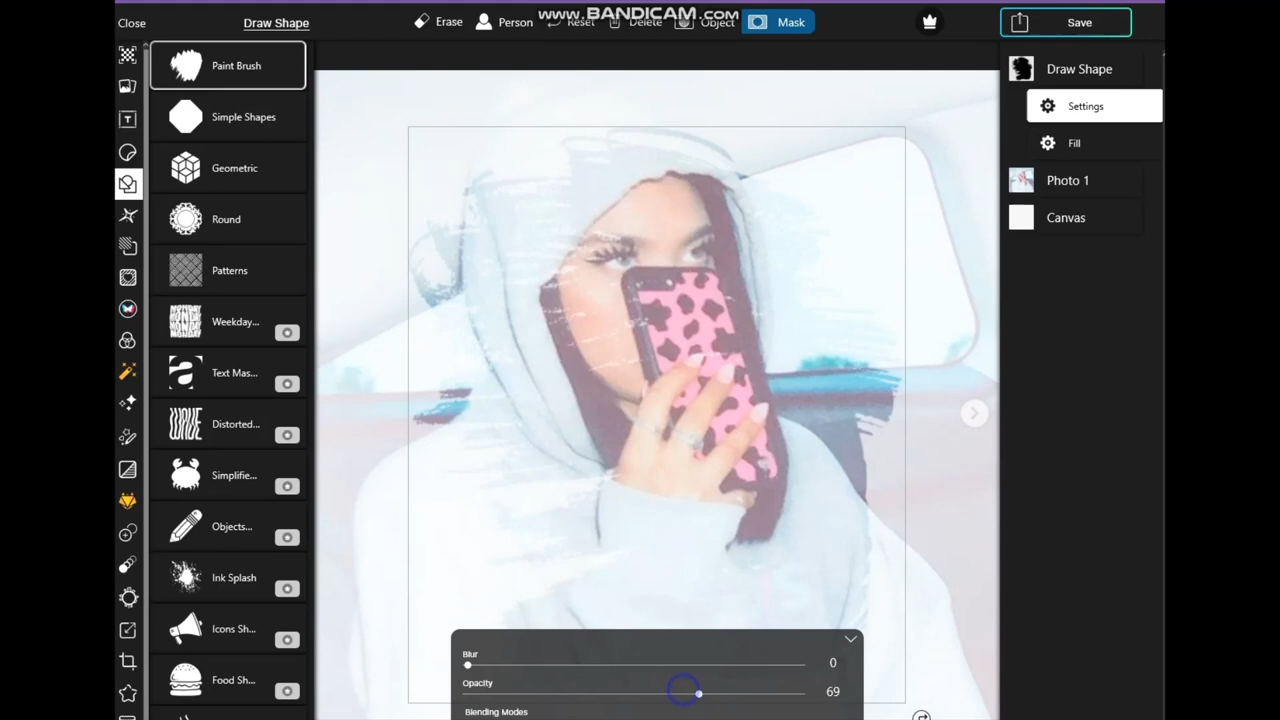 www.BANDICAM.com
Close
Draw Shape
Erase
Person
Reset
Delete
Object
Mask
Save
Paint Brush
Simple Shapes
Geometric
Round
Patterns
Weekday...
Text Mas...
Distorted...
Simplifie...
Objects...
Ink Splash
Icons Sh...
Food Sh...
T
Draw Shape
Settings
Fill
Photo 1
Canvas
Blur
0
Opacity
69
Blending Modes